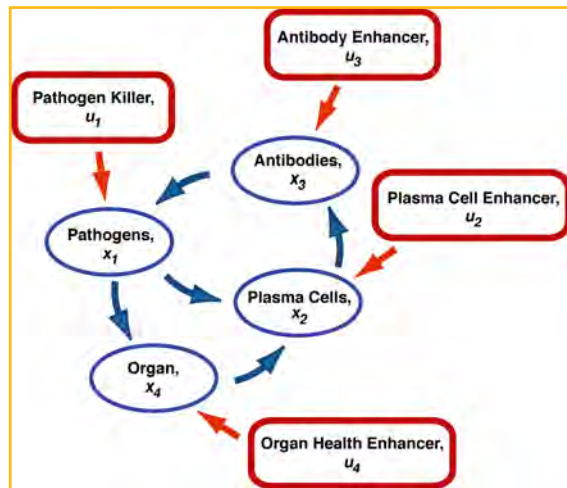 Antibody Enhancer,
u3
Pathogen Killer,
u1
Antibodies,
x3
Plasma Cell Enhancer,
u2
Pathogens,
x1
Plasma Cells,
x2
Organ,
x4
Organ Health Enhancer,
u4